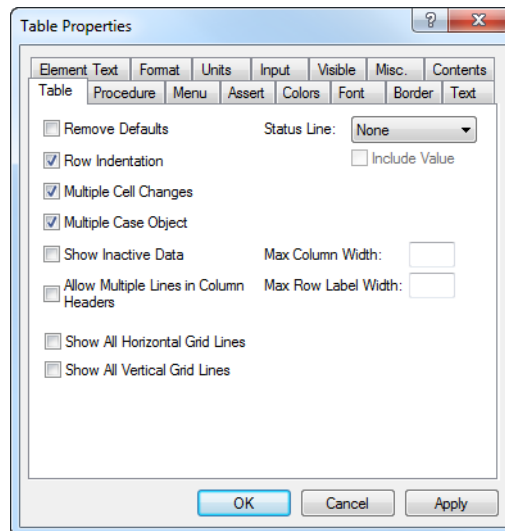 Table Properties
?
X
Element Text Format Units Input Visible Misc. Contents
Table Procedure Menu Assert Colors Font Border Text
Remove Defaults Status Line: None
Row Indentation Include Value
Multiple Cell Changes
Multiple Case Object
Show Inactive Data Max Column Width:
Allow Multiple Lines in Column Max Row Label Width:
Headers
Show All Horizontal Grid Lines
Show All Vertical Grid Lines
OK Cancel Apply